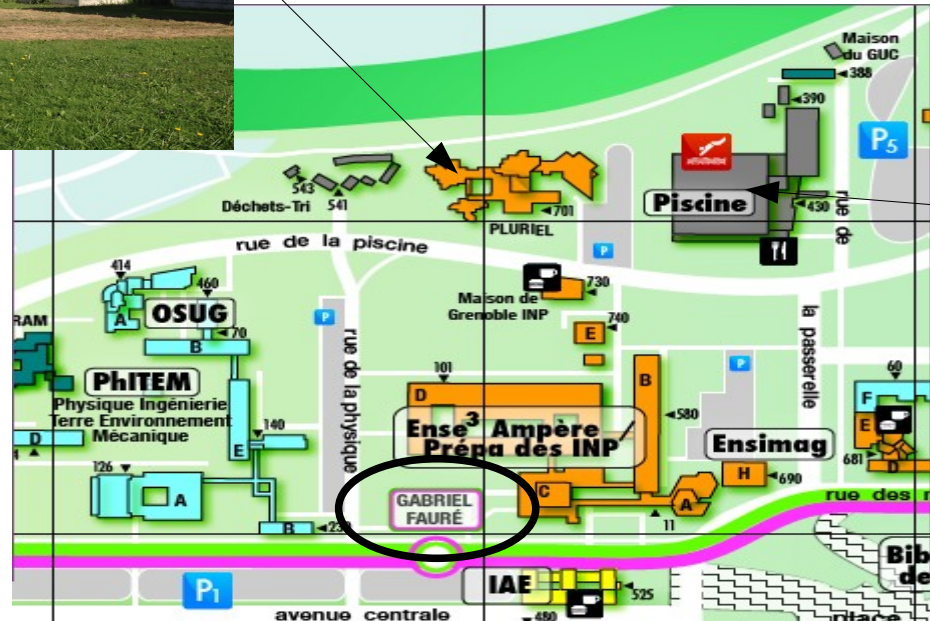 Maison
du GUC
388
390
P5
543
Déchets-Tri
541
701
PLURIEL
Piscine
430
rue de
la passerelle
rue de la piscine
P
414
460
A
OSUG
70
B
RAM
PhITEM
Physique Ingénierie
Terre Environnement
Mécanique
D
E
140
126
A
B
P
rue de la physique
Maison de
Grenoble INP
730
740
E
101
D
B
580
Ense³ Ampère /
Prépa des INP
C
A
11
P
Ensimag
H
690
60
F
E
681
D
GABRIEL
FAURÉ
rue des
P1
avenue centrale
IAE
525
480
Bib
de
place